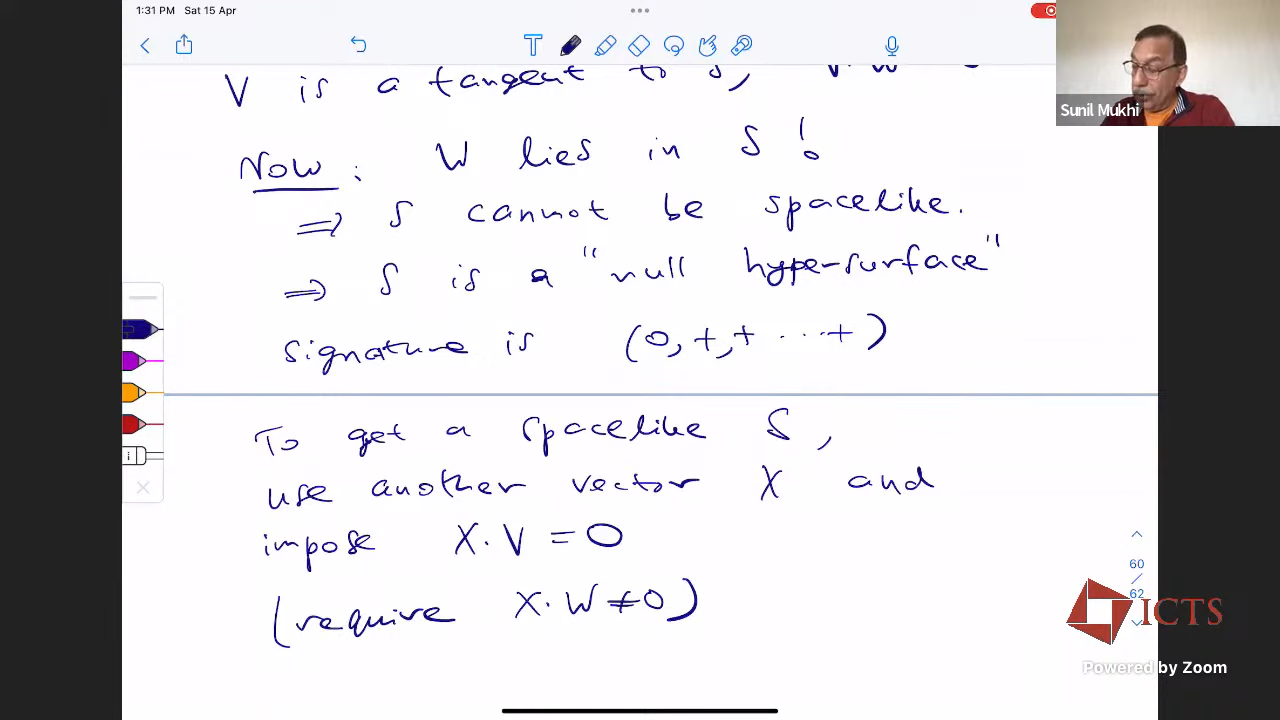 1:31 PM Sat 15 Apr
V is a tangent to S,
Sunil Mukhi
Now: W lies in S!
⇒ S cannot be spacelike.
⇒ S is a "null hyper-surface"
signature is (0,+,+ ...+)
To get a spacelike S,
use another vector X and
impose X·V = 0
(require X·W ≠ 0)
60
/
62
ICTS
Powered by Zoom